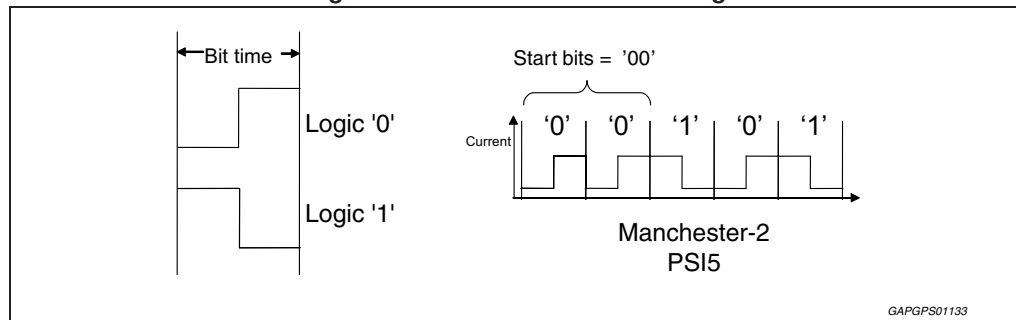 Bit time
Logic '0'
Logic '1'
Start bits = '00'
Current
‘0’ ‘0’ ‘1’ ‘0’ ‘1’
Manchester-2
PSI5
GAPGPS01133